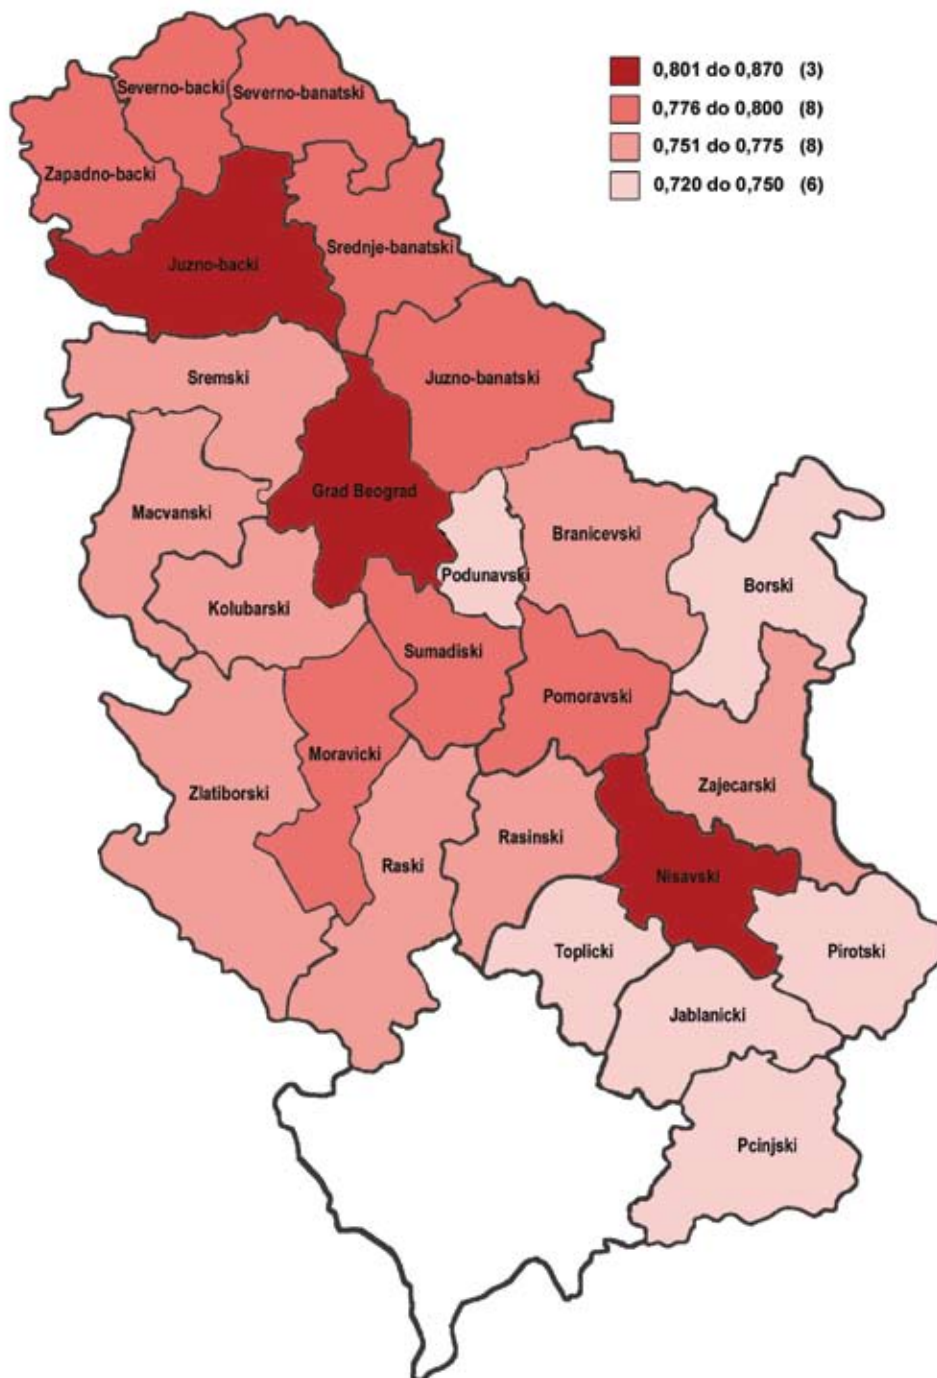 0,801 do 0,870 (3)
0,776 do 0,800 (8)
0,751 do 0,775 (8)
0,720 do 0,750 (6)
Severno-backi
Severno-banatski
Zapadno-backi
Srednje-banatski
Juzno-backi
Sremski
Juzno-banatski
Grad Beograd
Macvanski
Branicevski
Podunavski
Borski
Kolubarski
Sumadiski
Pomoravski
Moravicki
Zlatiborski
Zajecarski
Rasinski
Raski
Nisavski
Toplicki
Pirotski
Jablanicki
Pcinjski